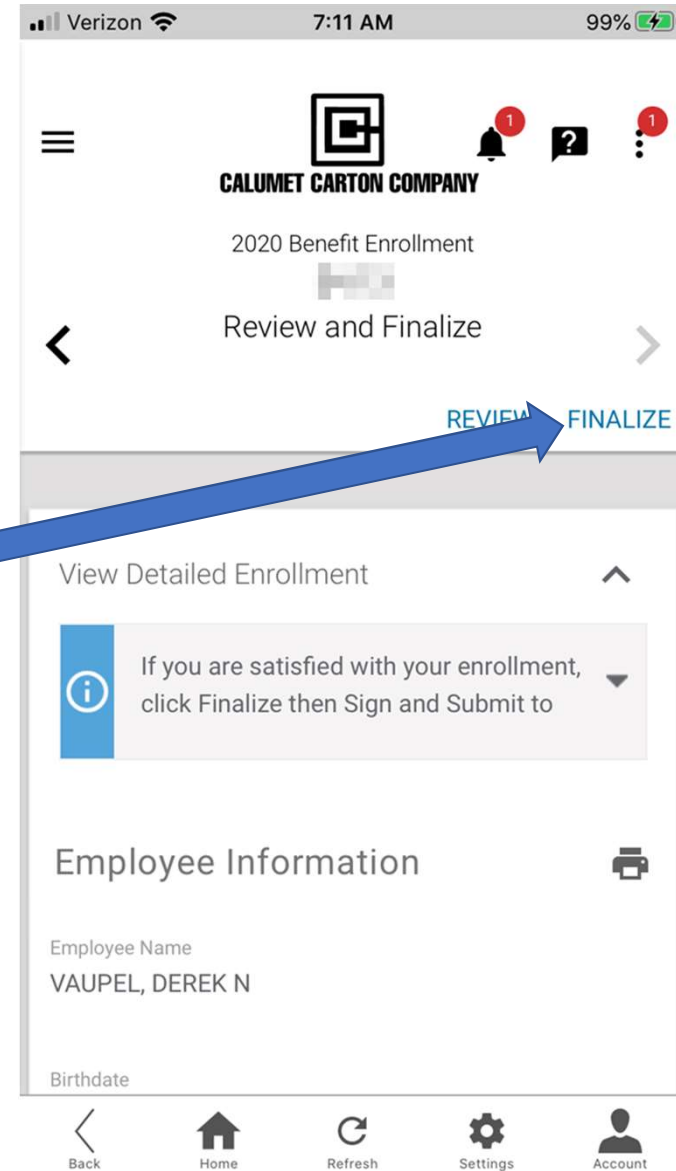 Verizon 7:11 AM 99%
1 ? 1
CALUMET CARTON COMPANY
2020 Benefit Enrollment
Review and Finalize
REVIEW FINALIZE
View Detailed Enrollment
If you are satisfied with your enrollment,
click Finalize then Sign and Submit to
Employee Information
Employee Name
VAUPEL, DEREK N
Birthdate
Back Home Refresh Settings Account